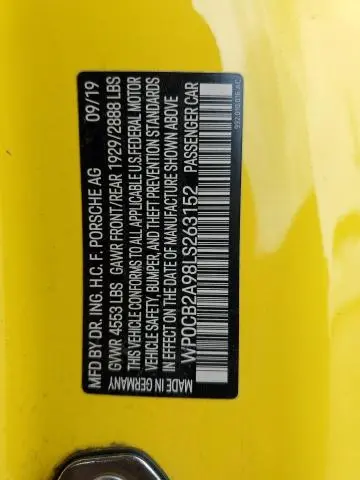 MFD BY DR. ING. H.C. F. PORSCHE AG 09/19
GVWR 4553 LBS GAWR FRONT/REAR 1929/2888 LBS
THIS VEHICLE CONFORMS TO ALL APPLICABLE U.S. FEDERAL MOTOR
VEHICLE SAFETY, BUMPER, AND THEFT PREVENTION STANDARDS
IN EFFECT ON THE DATE OF MANUFACTURE SHOWN ABOVE
WP0CB2A98LS263152 PASSENGER CAR
MADE IN GERMANY